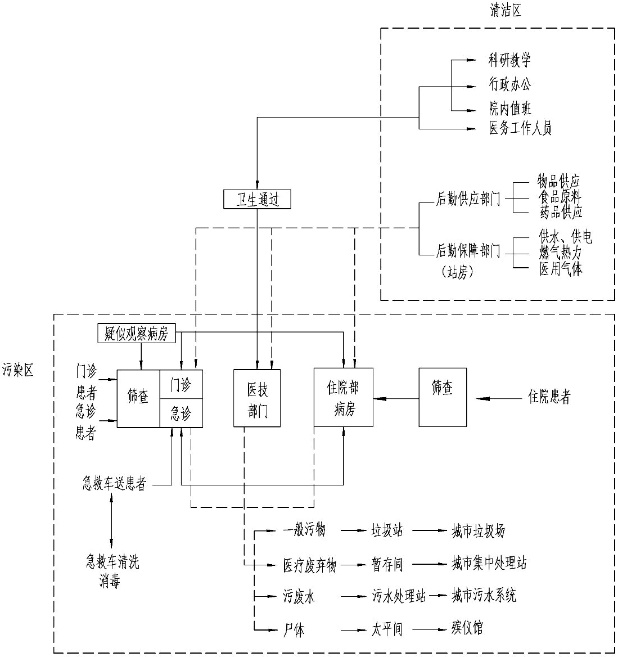 清洁区
科研教学
行政办公
院内值班
医务工作人员
卫生通过
后勤供应部门
物品供应
食品原料
药品供应
后勤保障部门
(站房)
供水、供电
燃气热力
医用气体
污染区
疑似观察病房
门诊
患者
急诊
患者
筛查
门诊
急诊
医技
部门
住院部
病房
筛查
住院患者
急救车送患者
急救车清洗
消毒
一般污物
垃圾站
城市垃圾场
医疗废弃物
暂存间
城市集中处理站
污废水
污水处理站
城市污水系统
尸体
太平间
殡仪馆